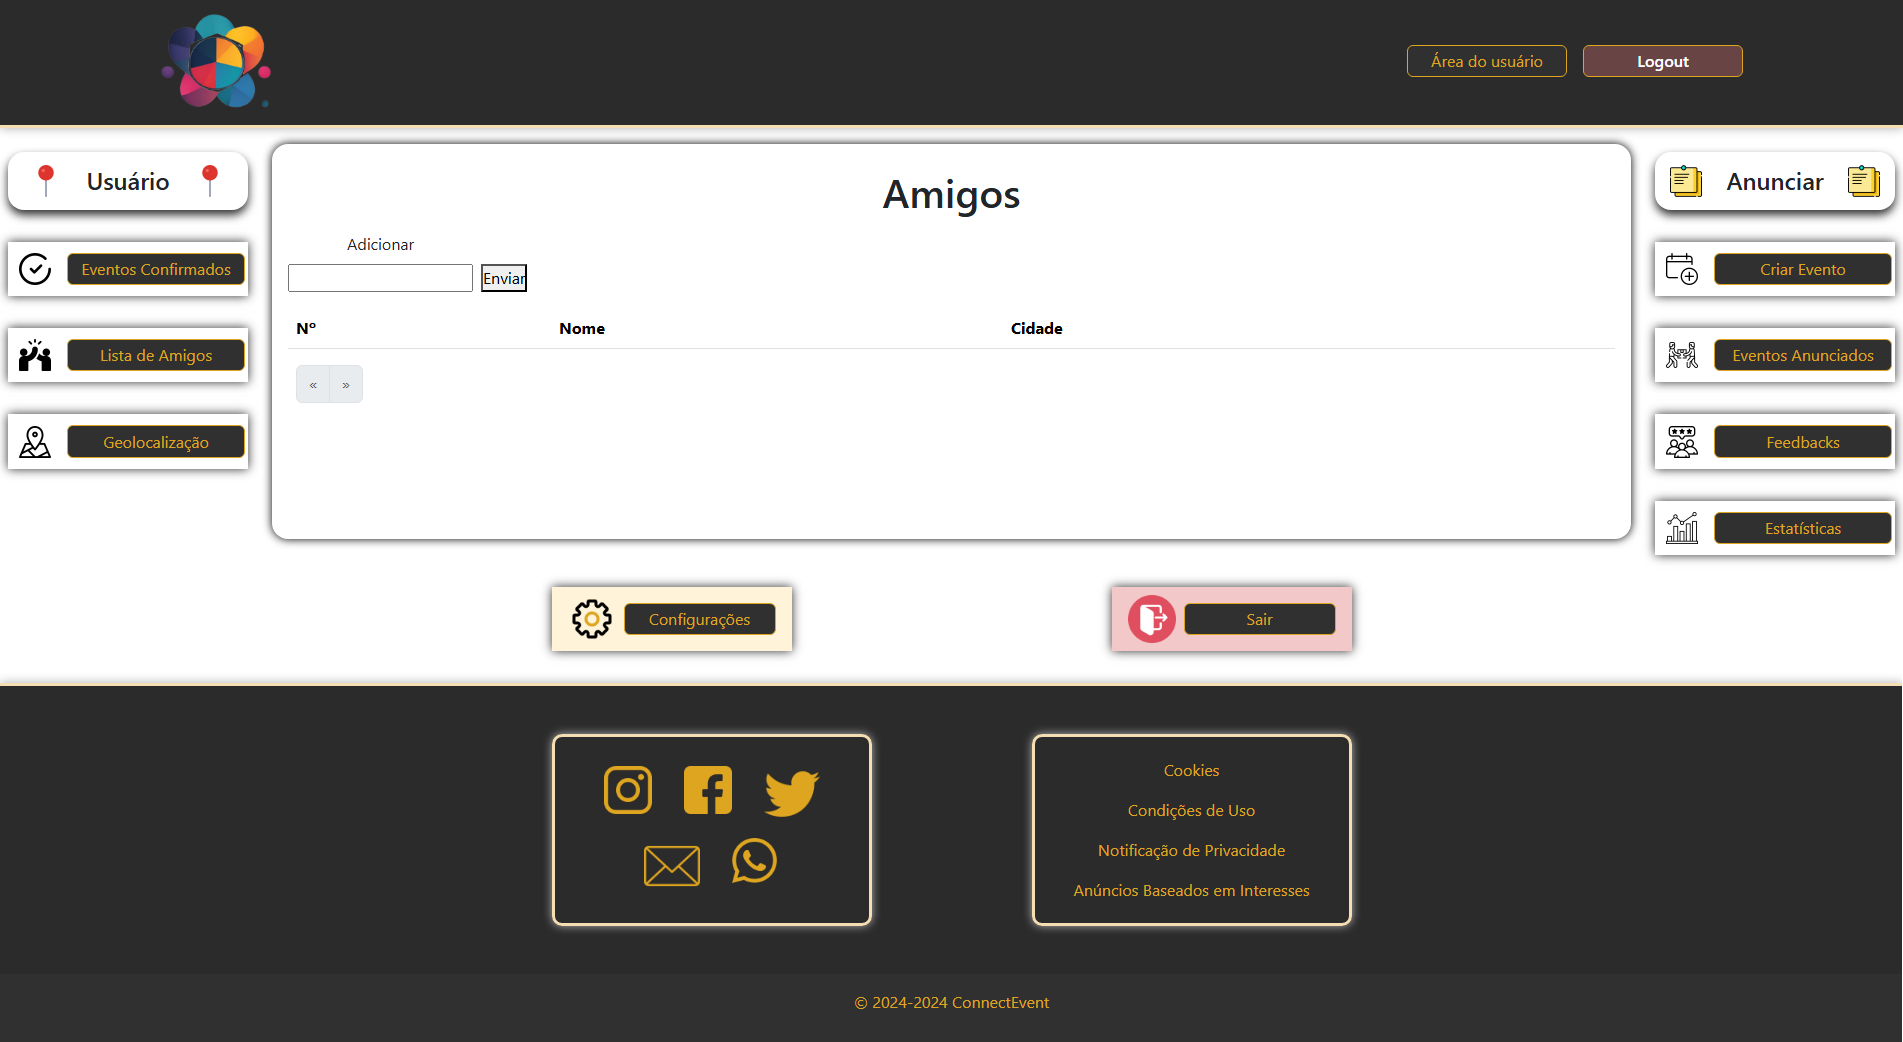 Área do usuário
Logout
Usuário
Eventos Confirmados
Lista de Amigos
Geolocalização
Amigos
Adicionar
Enviar
Nº Nome Cidade
« »
Anunciar
Criar Evento
Eventos Anunciados
Feedbacks
Estatísticas
Configurações
Sair
Cookies
Condições de Uso
Notificação de Privacidade
Anúncios Baseados em Interesses
© 2024-2024 ConnectEvent